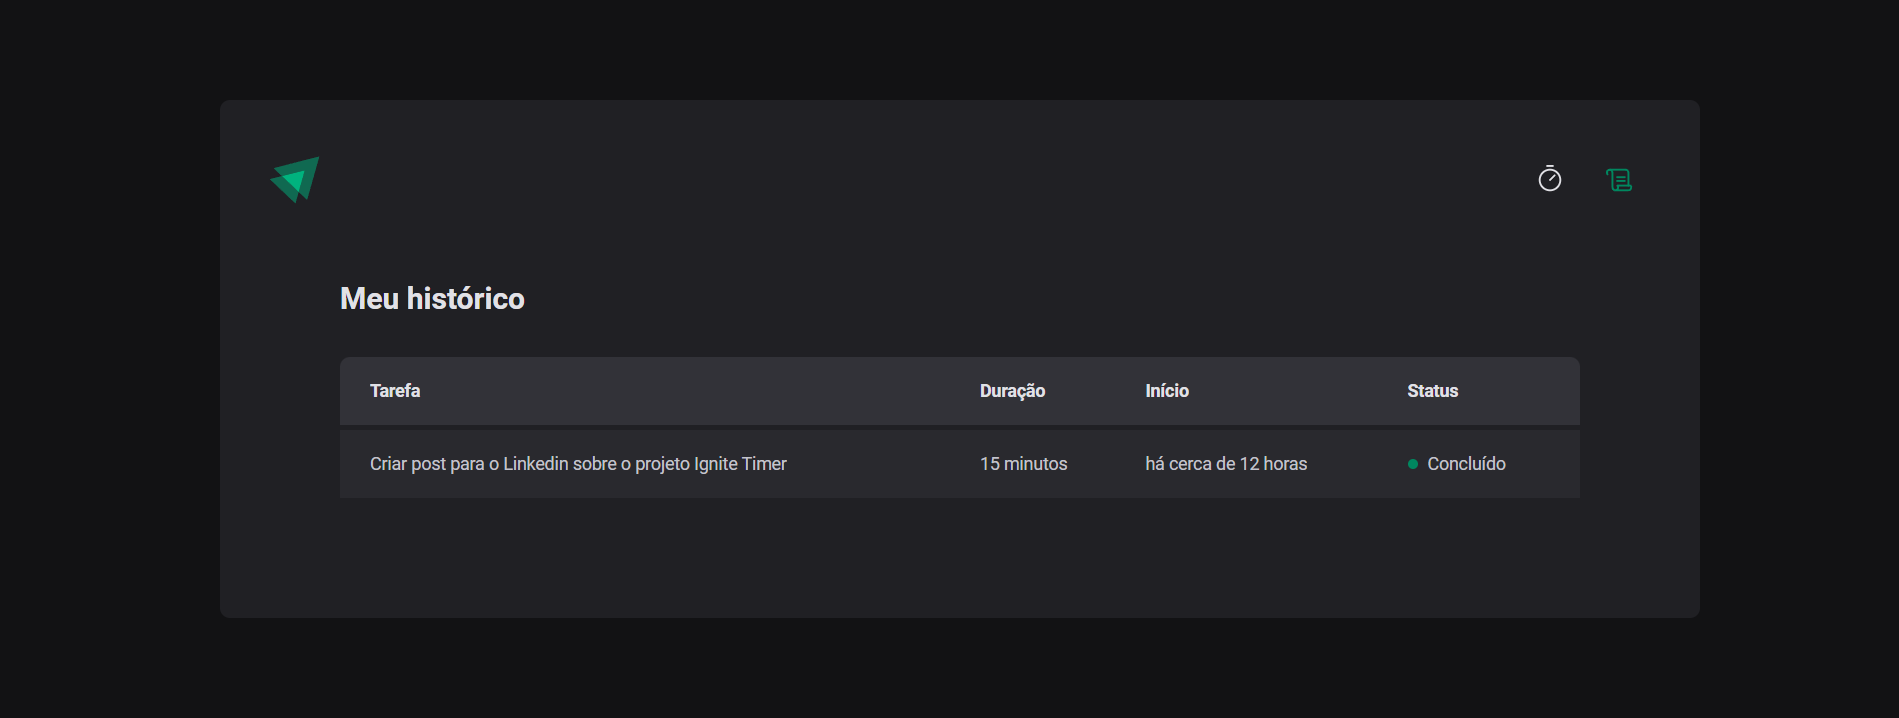 Meu histórico
Tarefa Duração Início Status
Criar post para o Linkedin sobre o projeto Ignite Timer 15 minutos há cerca de 12 horas Concluído